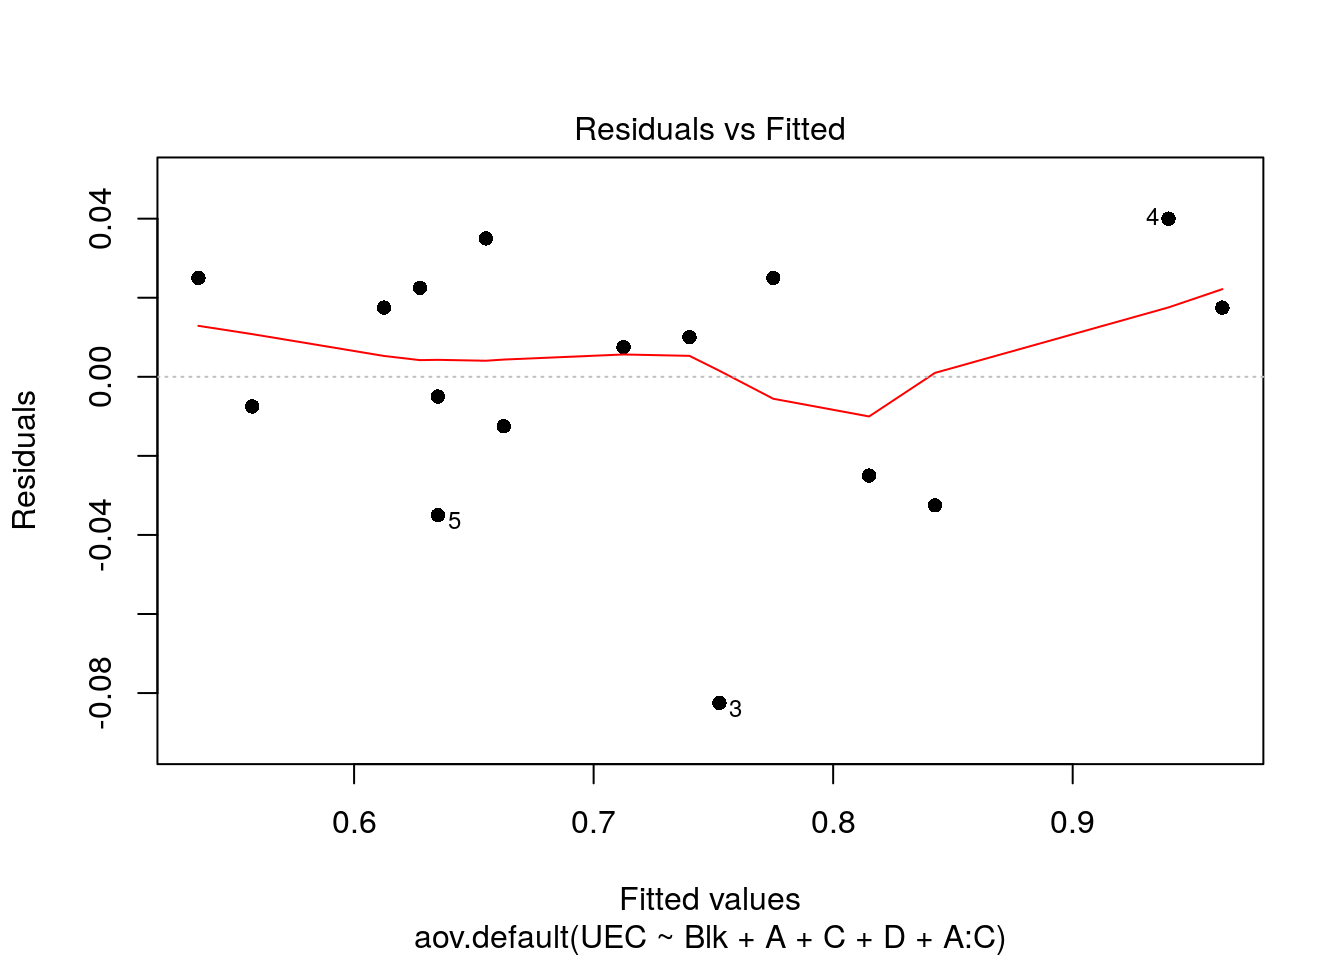 Residuals vs Fitted
0.04
0.00
-0.04
-0.08
Residuals
4
5
3
0.6 0.7 0.8 0.9
Fitted values
aov.default(UEC ~ Blk + A + C + D + A:C)